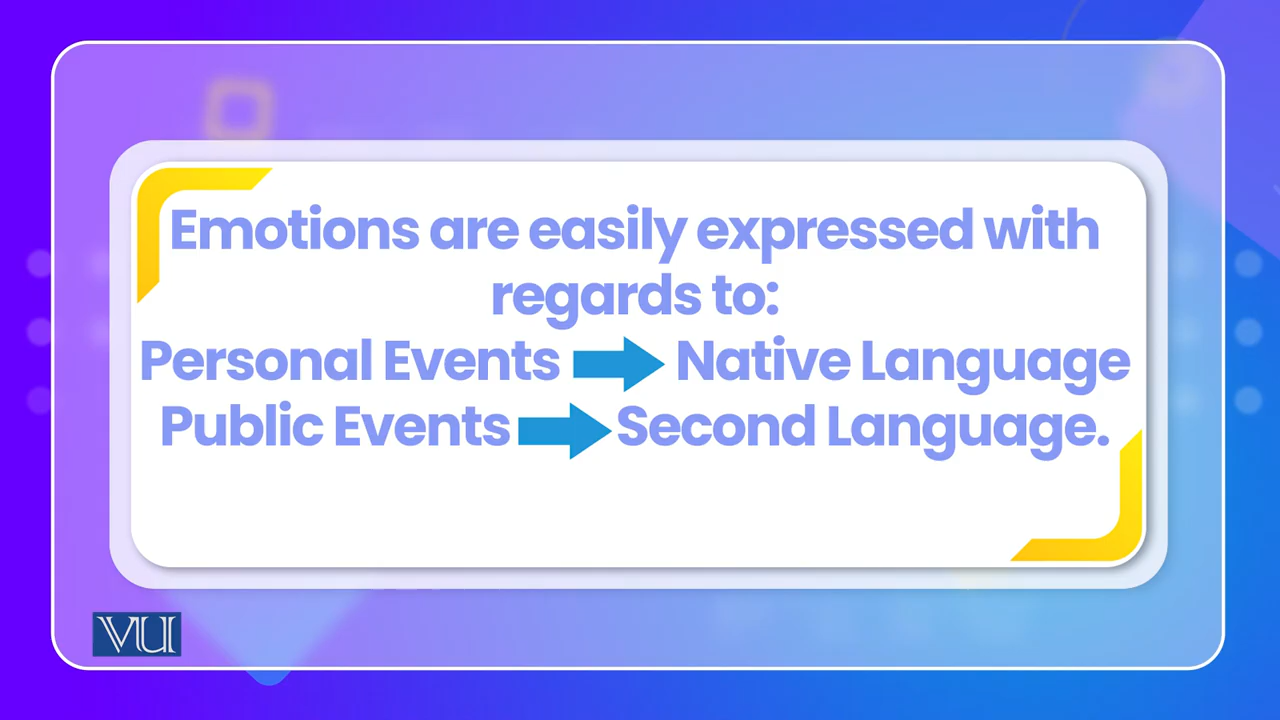 Emotions are easily expressed with
regards to:
Personal Events Native Language
Public Events Second Language.
VU